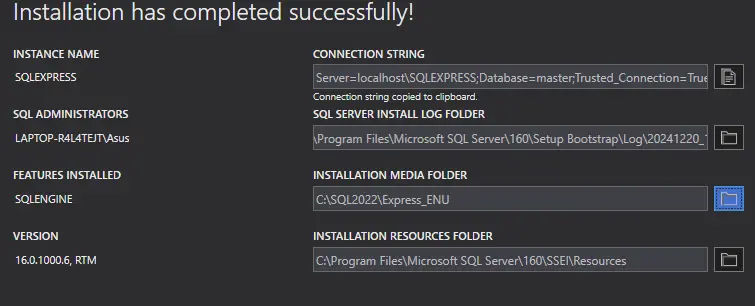 Installation has completed successfully!
INSTANCE NAME
SQLEXPRESS
CONNECTION STRING
Server=localhost\SQLEXPRESS;Database=master;Trusted_Connection=True
Connection string copied to clipboard.
SQL ADMINISTRATORS
LAPTOP-R4L4TEJT\Asus
SQL SERVER INSTALL LOG FOLDER
\Program Files\Microsoft SQL Server\160\Setup Bootstrap\Log\20241220_
FEATURES INSTALLED
SQLENGINE
INSTALLATION MEDIA FOLDER
C:\SQL2022\Express_ENU
VERSION
16.0.1000.6, RTM
INSTALLATION RESOURCES FOLDER
C:\Program Files\Microsoft SQL Server\160\SSEI\Resources